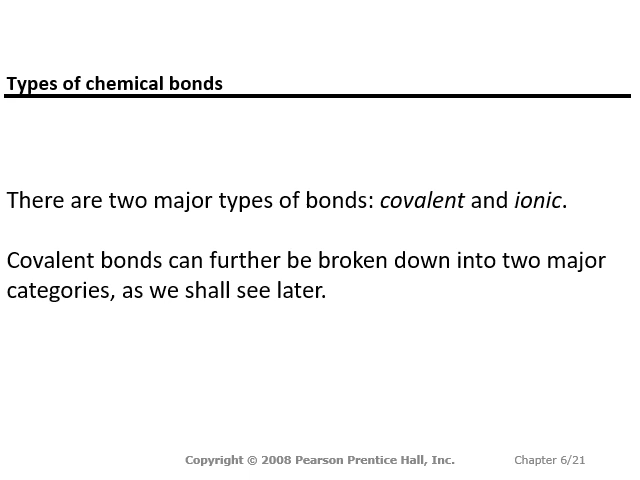 Types of chemical bonds
There are two major types of bonds: covalent and ionic.
Covalent bonds can further be broken down into two major
categories, as we shall see later.
Copyright © 2008 Pearson Prentice Hall, Inc. Chapter 6/21